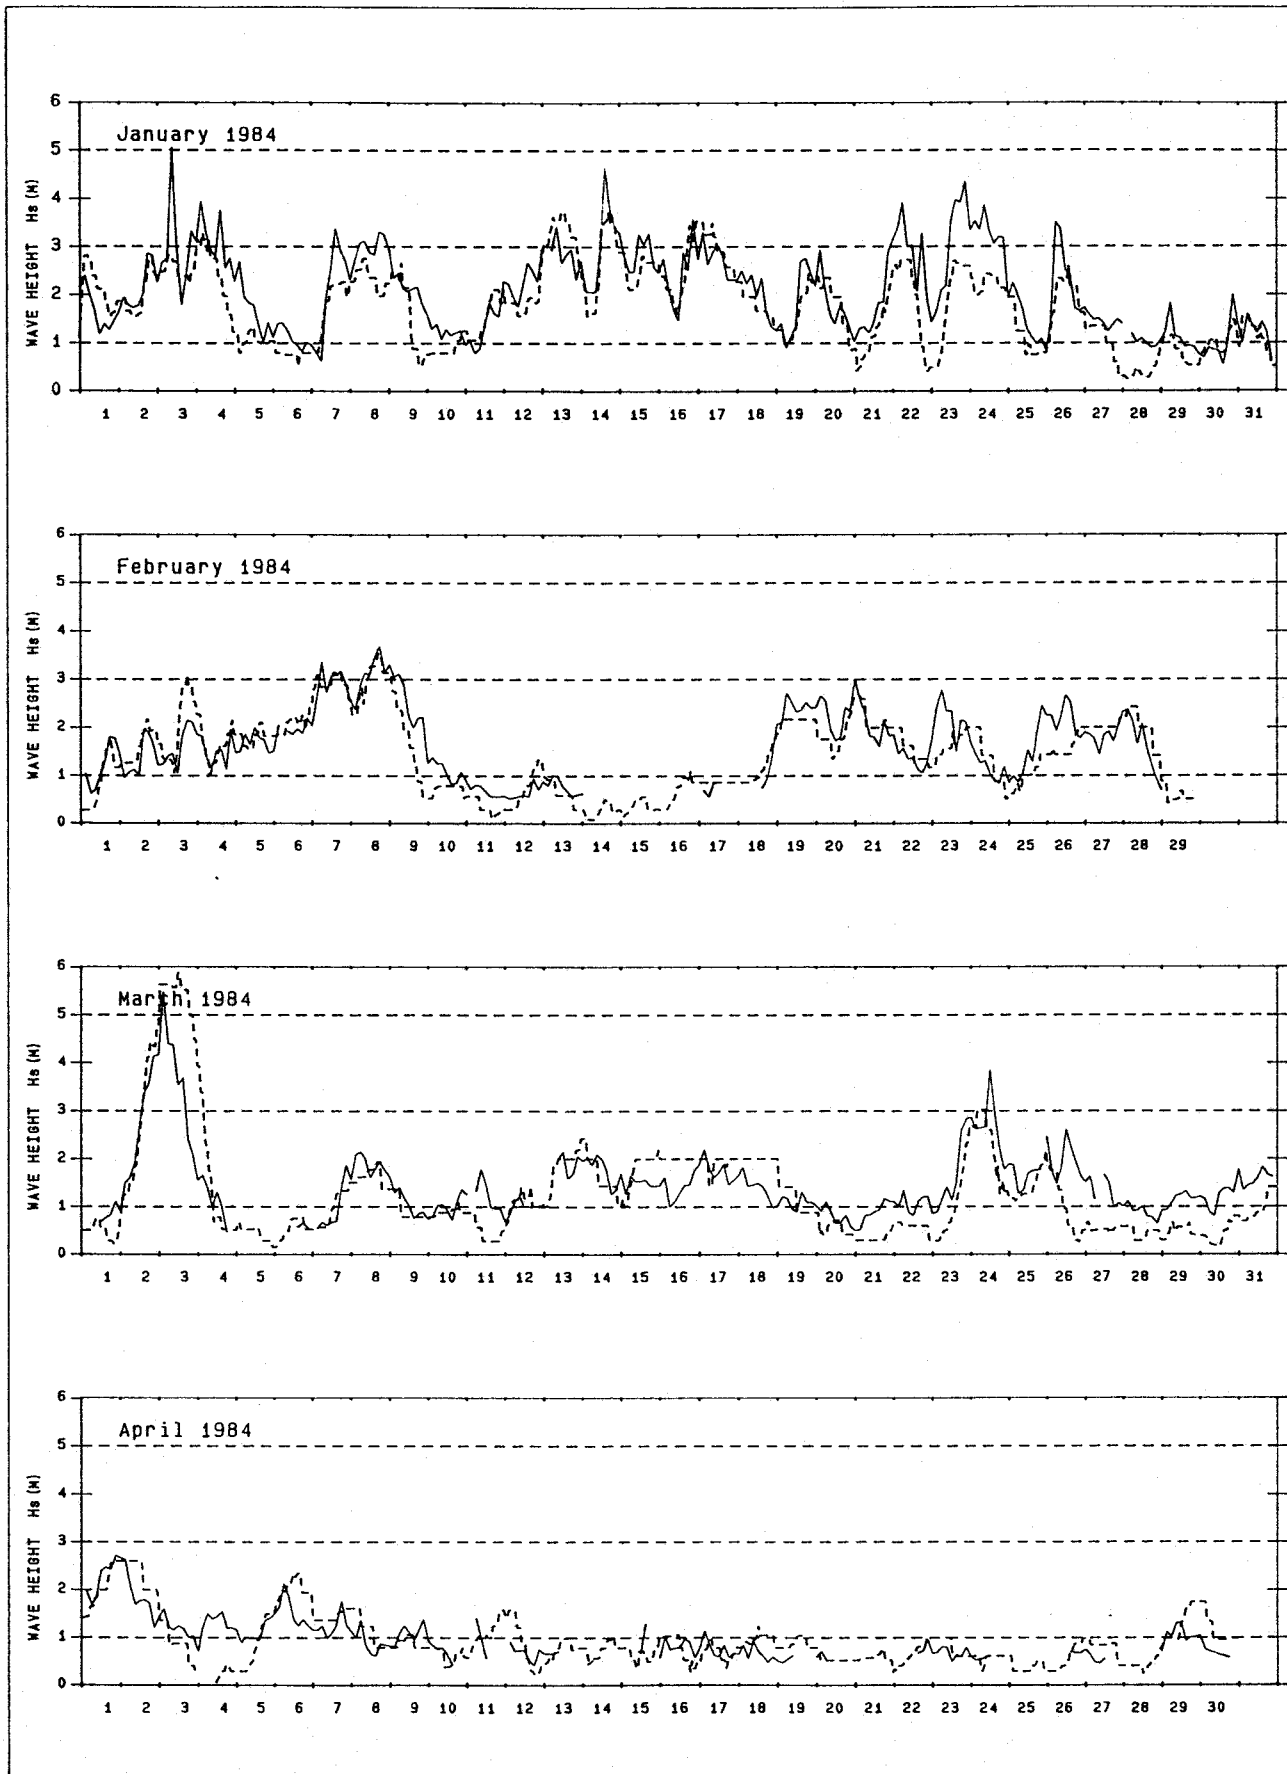 6
January 1984
5
4
3
2
1
0
WAVE HEIGHT Hs (M)
1 2 3 4 5 6 7 8 9 10 11 12 13 14 15 16 17 18 19 20 21 22 23 24 25 26 27 28 29 30 31
6
February 1984
5
4
3
2
1
0
WAVE HEIGHT Hs (M)
1 2 3 4 5 6 7 8 9 10 11 12 13 14 15 16 17 18 19 20 21 22 23 24 25 26 27 28 29
6
March 1984
5
4
3
2
1
0
WAVE HEIGHT Hs (M)
1 2 3 4 5 6 7 8 9 10 11 12 13 14 15 16 17 18 19 20 21 22 23 24 25 26 27 28 29 30 31
6
April 1984
5
4
3
2
1
0
WAVE HEIGHT Hs (M)
1 2 3 4 5 6 7 8 9 10 11 12 13 14 15 16 17 18 19 20 21 22 23 24 25 26 27 28 29 30